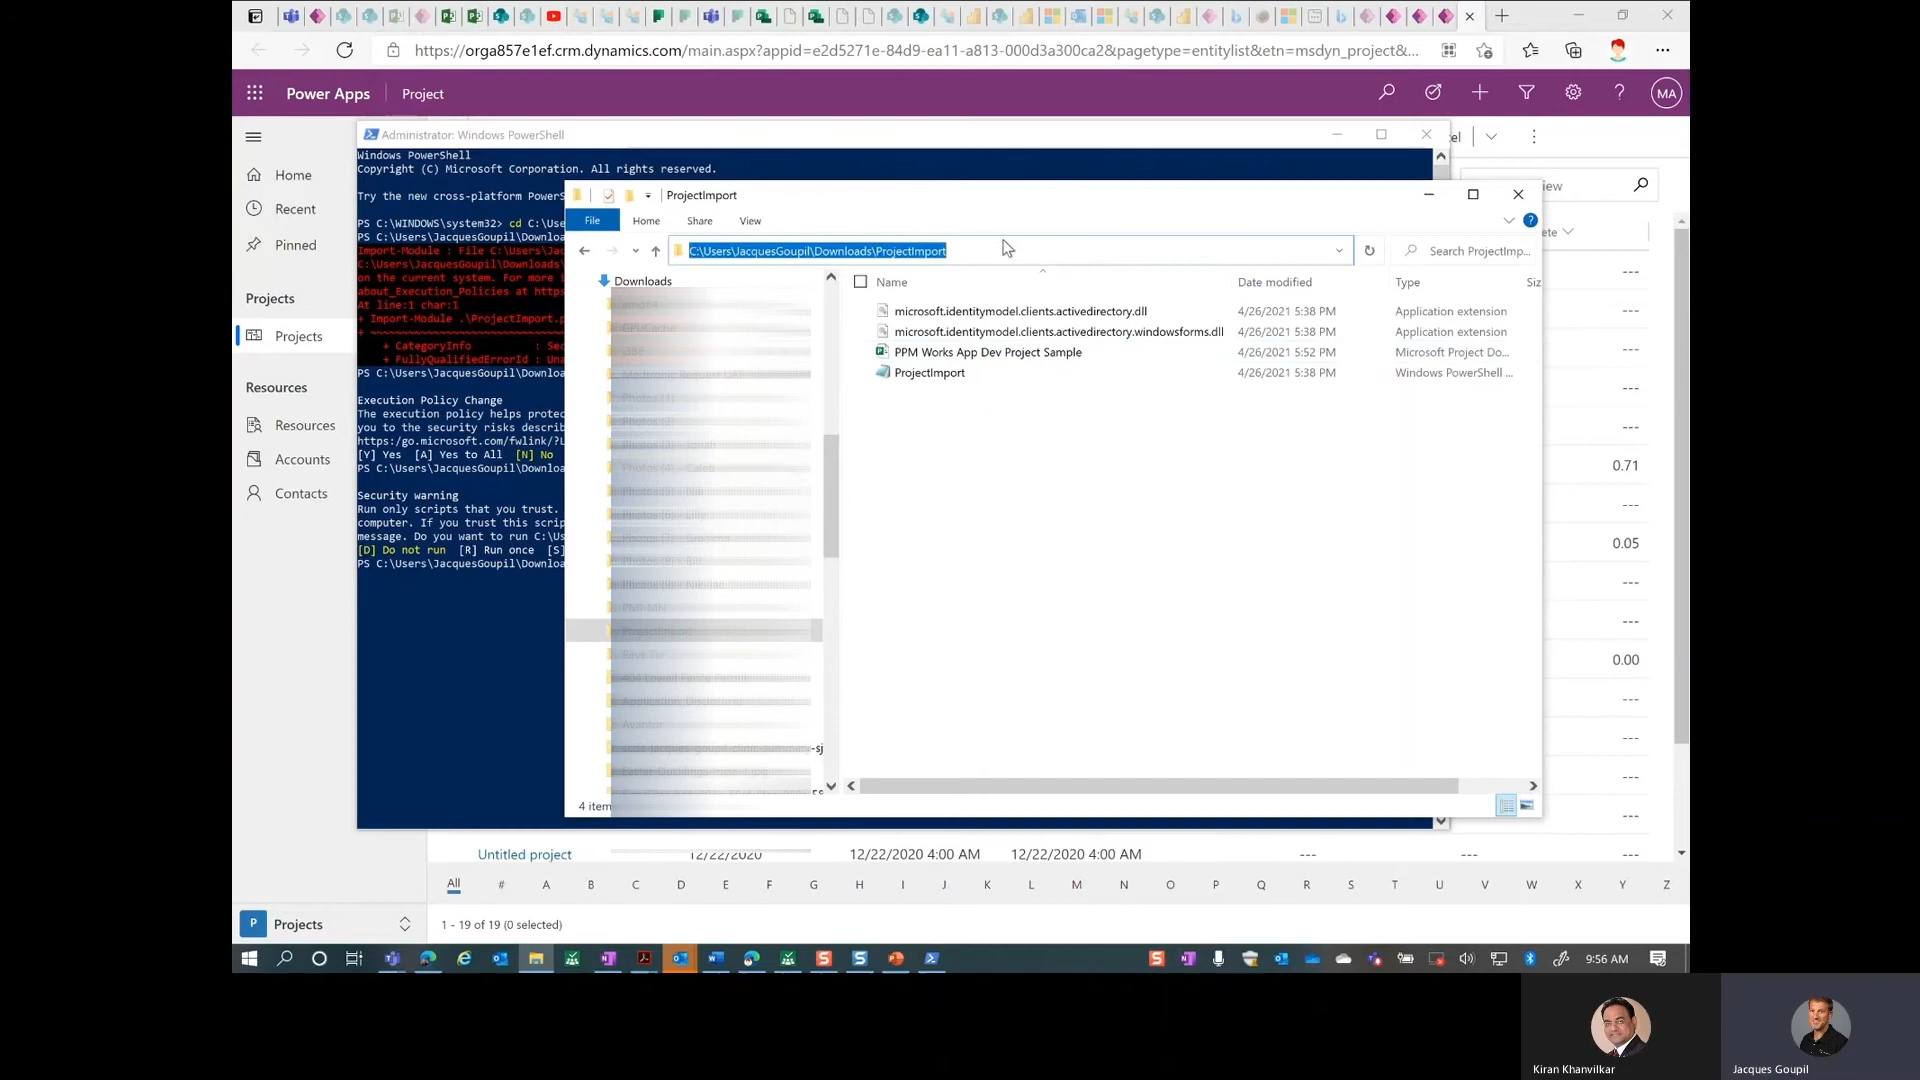 https://orga857e1ef.crm.dynamics.com/main.aspx?appid=e2d5271e-84d9-ea11-a813-000d3a300ca2&pagetype=entitylist&etn=msdyn_project&...
Power Apps
Project
MA
Administrator: Windows PowerShell
Windows PowerShell
Copyright (C) Microsoft Corporation. All rights reserved.
Try the new cross-platform PowerS
PS C:\WINDOWS\system32> cd C:\Use
PS C:\Users\JacquesGoupil\Downloa
Import-Module : File C:\Users\Jac
C:\Users\JacquesGoupil\Downloads\
on the current system. For more i
about_Execution_Policies at https
At line:1 char:1
+ Import-Module .\ProjectImport.p
+ CategoryInfo : Sec
+ FullyQualifiedErrorId : Una
PS C:\Users\JacquesGoupil\Downloa
Execution Policy Change
The execution policy helps protec
you to the security risks describ
https:/go.microsoft.com/fwlink/?L
[Y] Yes [A] Yes to All [N] No
PS C:\Users\JacquesGoupil\Downloa
Security warning
Run only scripts that you trust.
computer. If you trust this scrip
message. Do you want to run C:\Us
[D] Do not run [R] Run once [S]
PS C:\Users\JacquesGoupil\Downloa
Home
Recent
Pinned
Projects
Projects
Resources
Resources
Accounts
Contacts
ProjectImport
File Home Share View
C:\Users\JacquesGoupil\Downloads\ProjectImport
Search ProjectImp...
Downloads
Name Date modified Type Siz
microsoft.identitymodel.clients.activedirectory.dll 4/26/2021 5:38 PM Application extension
microsoft.identitymodel.clients.activedirectory.windowsforms.dll 4/26/2021 5:38 PM Application extension
PPM Works App Dev Project Sample 4/26/2021 5:52 PM Microsoft Project Do...
ProjectImport 4/26/2021 5:38 PM Windows PowerShell ...
4 item
el
iew
ete
---
---
---
---
0.71
---
0.05
---
---
0.00
---
---
---
---
Untitled project 12/22/2020 12/22/2020 4:00 AM 12/22/2020 4:00 AM --- --- ---
All # A B C D E F G H I J K L M N O P Q R S T U V W X Y Z
P Projects
1 - 19 of 19 (0 selected)
9:56 AM
Kiran Khanvilkar
Jacques Goupil